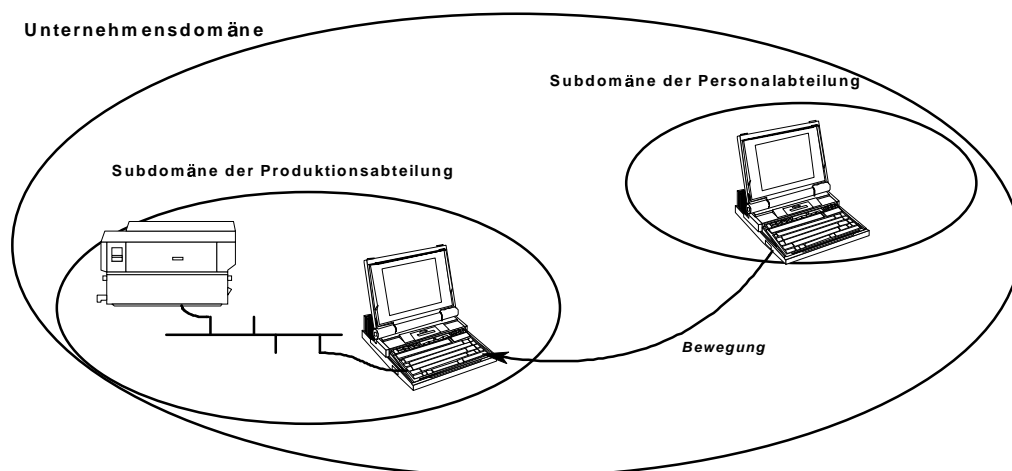 Unternehmensdomäne
Subdomäne der Personalabteilung
Subdomäne der Produktionsabteilung
Bewegung